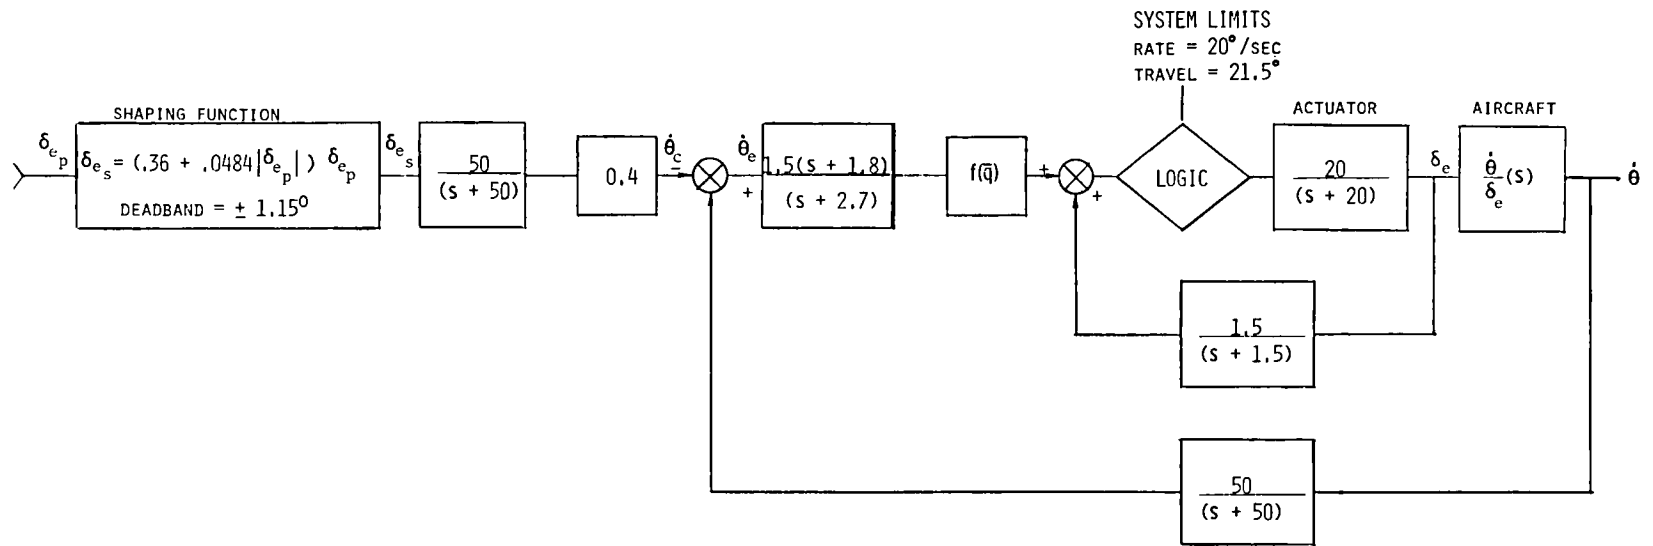 SYSTEM LIMITS
RATE = 20°/SEC
TRAVEL = 21.5°
SHAPING FUNCTION
ACTUATOR
AIRCRAFT
δep
δes = (.36 + .0484|δep|) δep
DEADBAND = ± 1.15°
δes
50
(s + 50)
0.4
θ̇c
-
+
θ̇e
1.5(s + 1.8)
(s + 2.7)
f(q̄)
+
+
LOGIC
20
(s + 20)
δe
θ̇
δe
(s)
θ̇
1.5
(s + 1.5)
50
(s + 50)